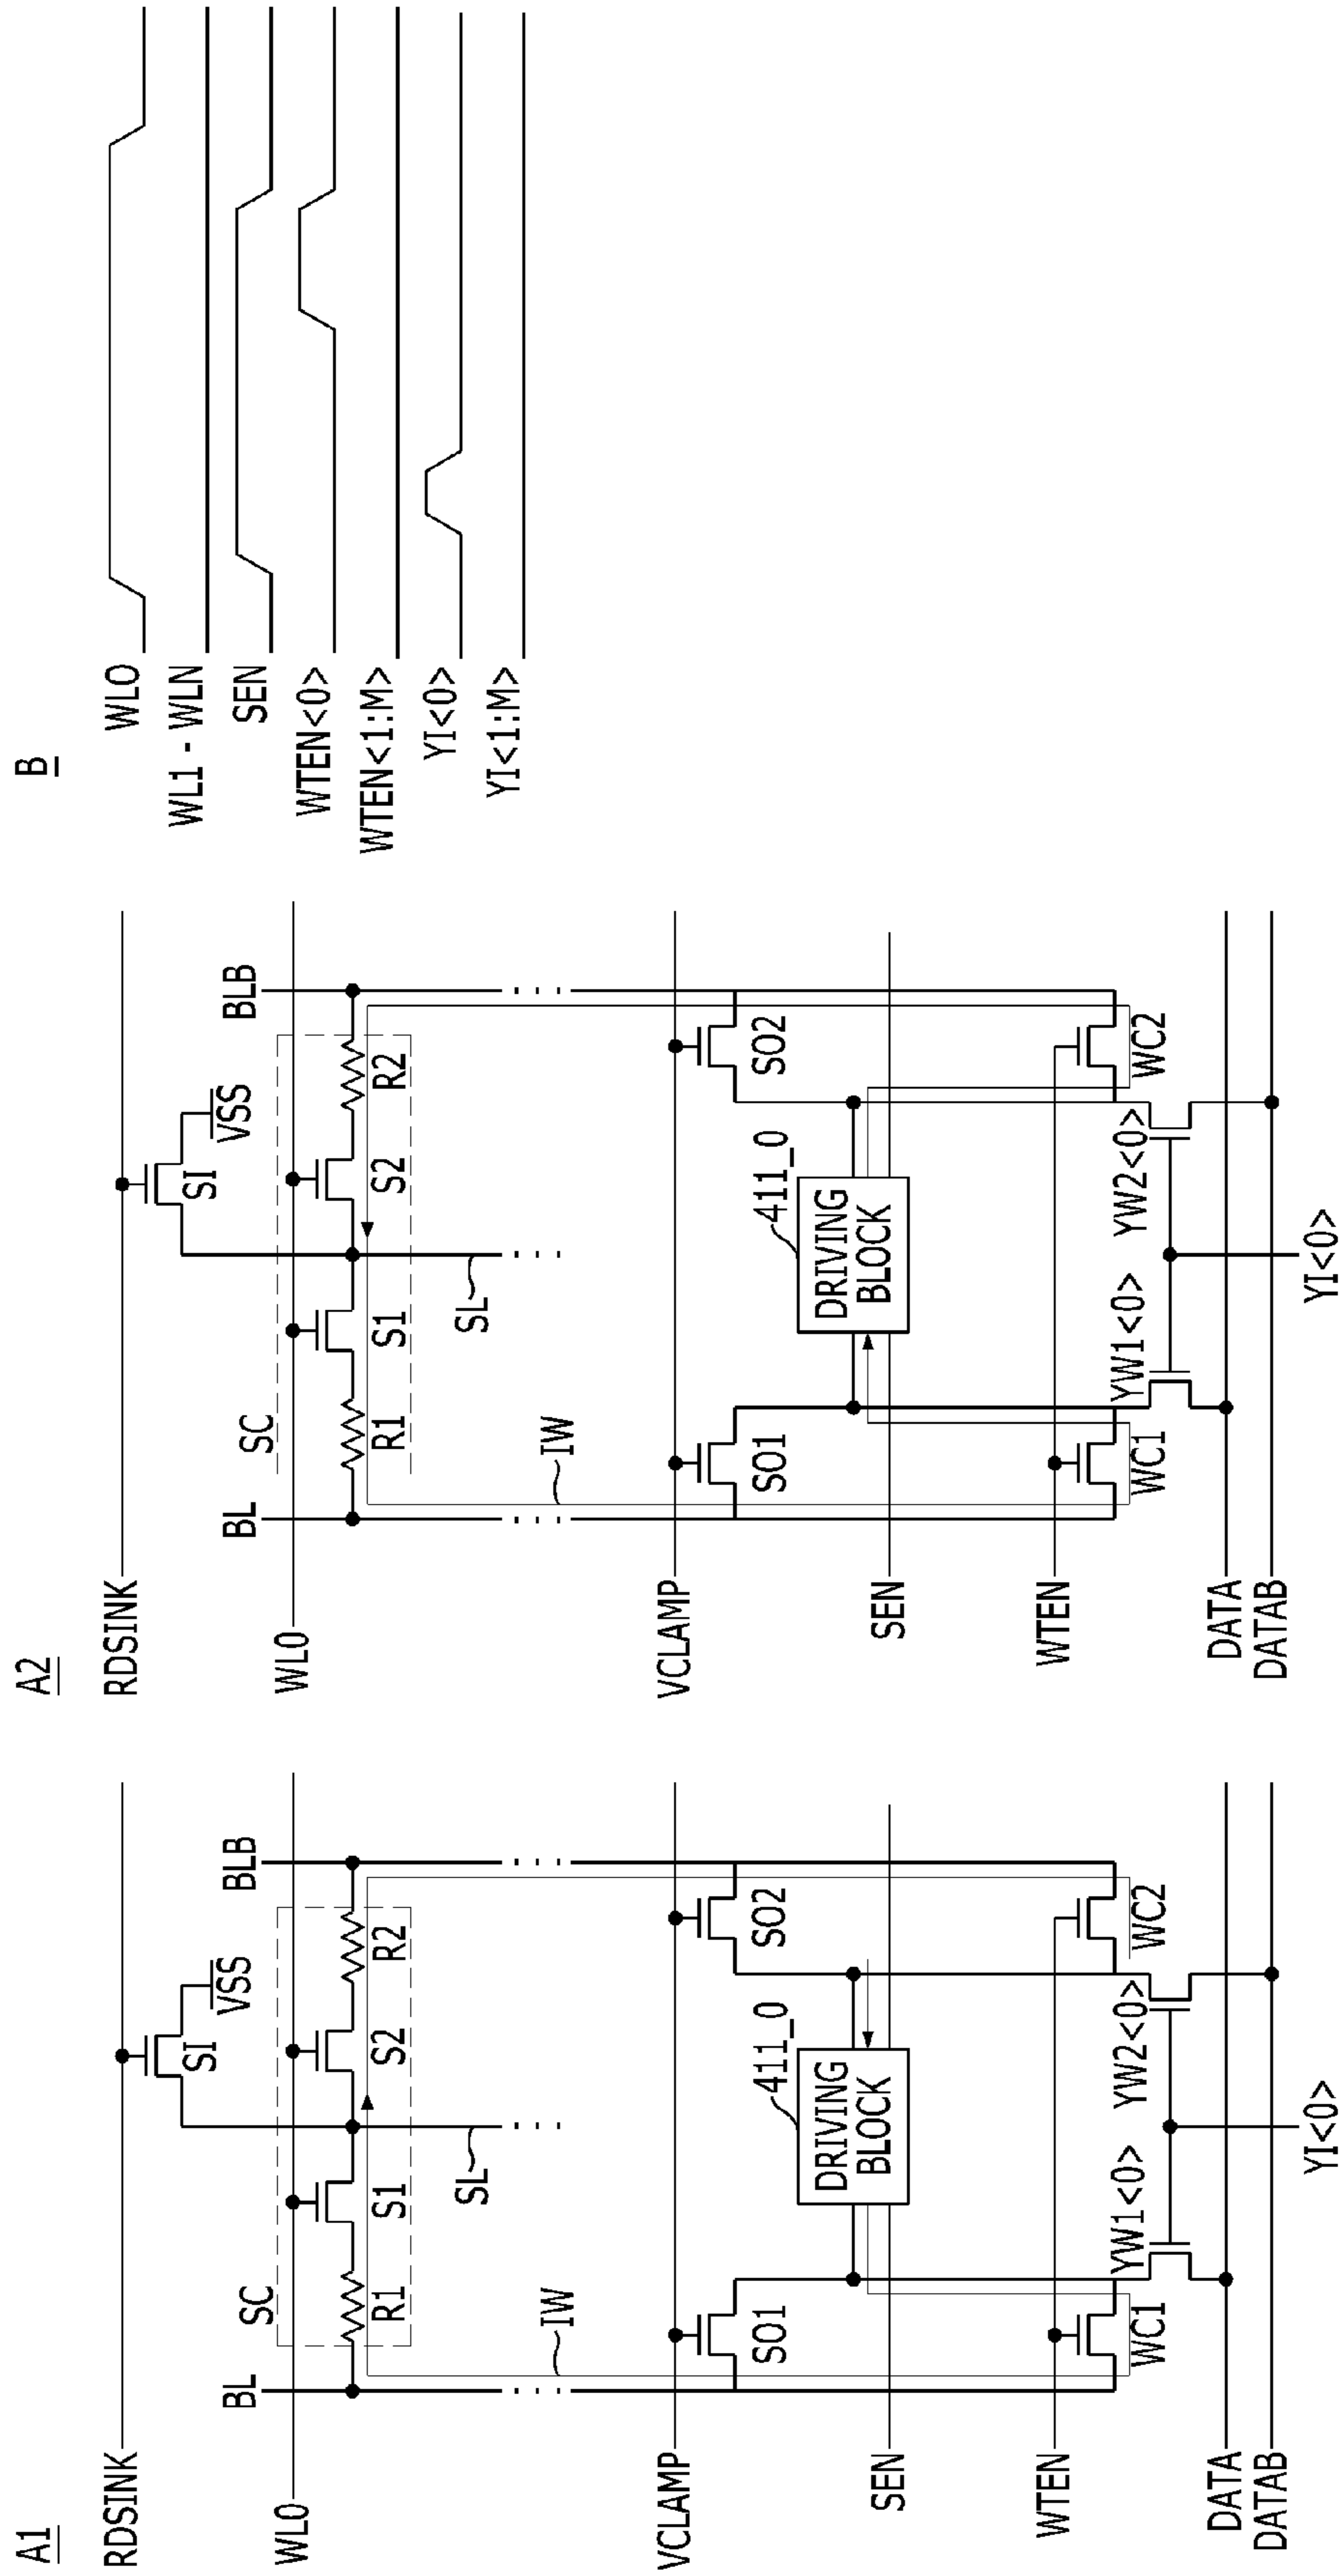 A1
RDSINK
BL
SC
SI
VSS
BLB
WL0
R1
S1
S2
R2
SL
IW
VCLAMP
SO1
SO2
411_0
DRIVING
BLOCK
SEN
WTEN
WC1
YW1<0>
YW2<0>
WC2
DATA
DATAB
YI<0>
A2
RDSINK
BL
SC
SI
VSS
BLB
WL0
R1
S1
S2
R2
SL
IW
VCLAMP
SO1
SO2
411_0
DRIVING
BLOCK
SEN
WTEN
WC1
YW1<0>
YW2<0>
WC2
DATA
DATAB
YI<0>
B
WL0
WL1 - WLN
SEN
WTEN<0>
WTEN<1:M>
YI<0>
YI<1:M>